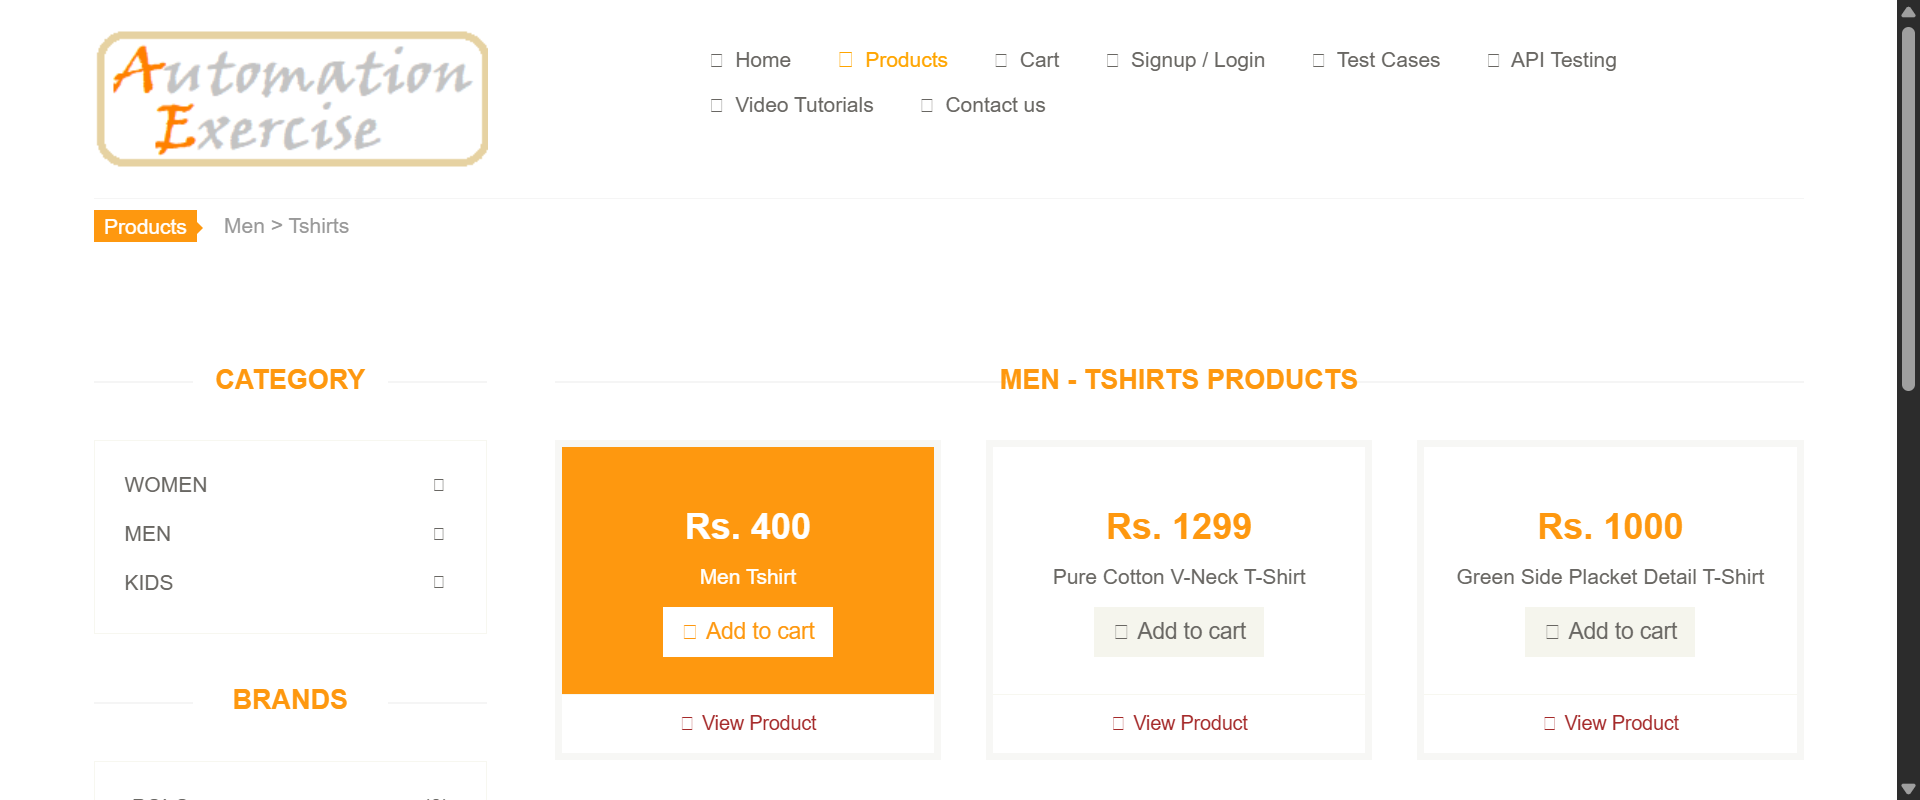 Automation
Exercise
Home Products Cart Signup / Login Test Cases API Testing
Video Tutorials Contact us
Products Men > Tshirts
CATEGORY
WOMEN
MEN
KIDS
BRANDS
MEN - TSHIRTS PRODUCTS
Rs. 400
Men Tshirt
Add to cart
View Product
Rs. 1299
Pure Cotton V-Neck T-Shirt
Add to cart
View Product
Rs. 1000
Green Side Placket Detail T-Shirt
Add to cart
View Product